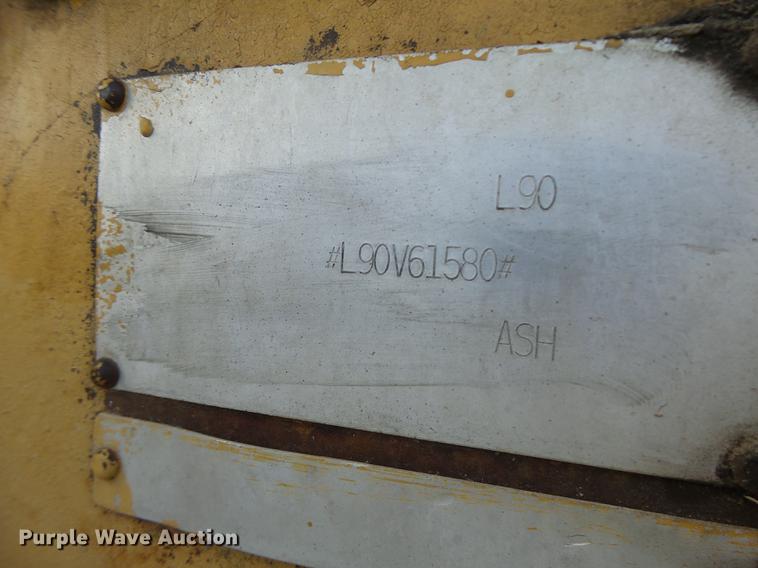 L90
#L90V61580#
ASH
Purple Wave Auction